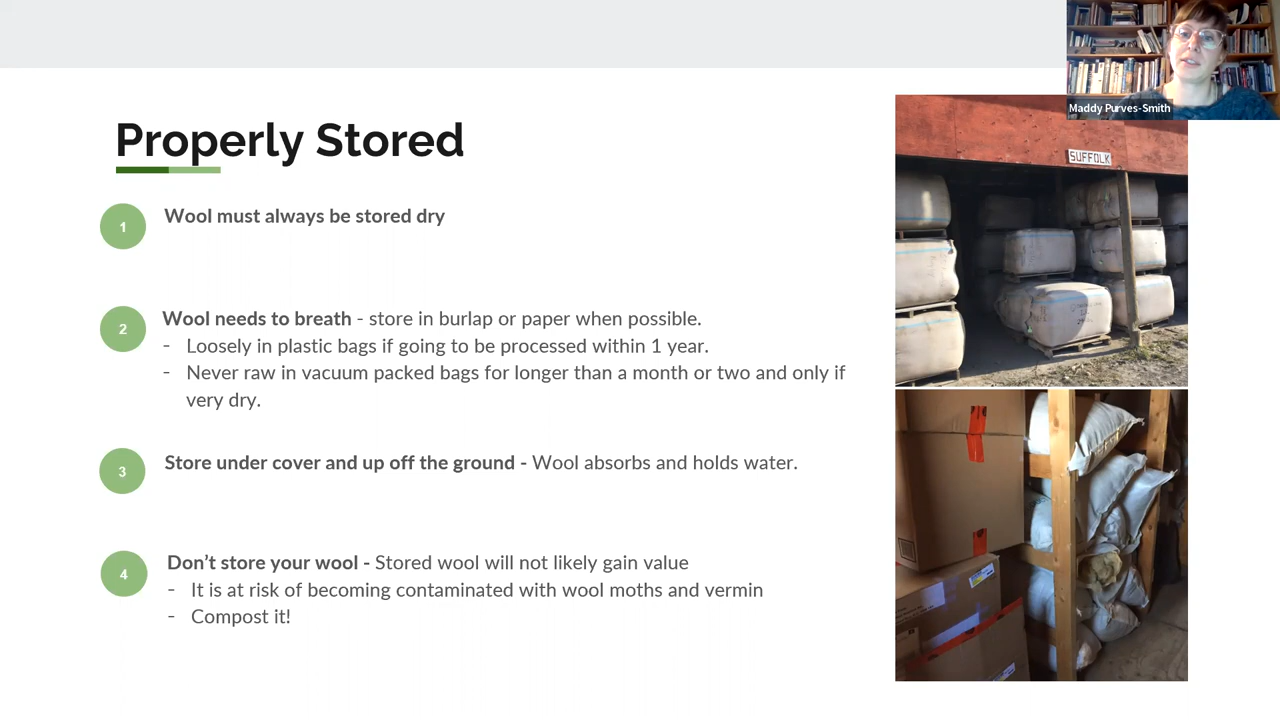 Maddy Purves-Smith
Properly Stored
SUFFOLK
1
Wool must always be stored dry
2
Wool needs to breath - store in burlap or paper when possible.
- Loosely in plastic bags if going to be processed within 1 year.
- Never raw in vacuum packed bags for longer than a month or two and only if
very dry.
3
Store under cover and up off the ground - Wool absorbs and holds water.
4
Don’t store your wool - Stored wool will not likely gain value
- It is at risk of becoming contaminated with wool moths and vermin
- Compost it!